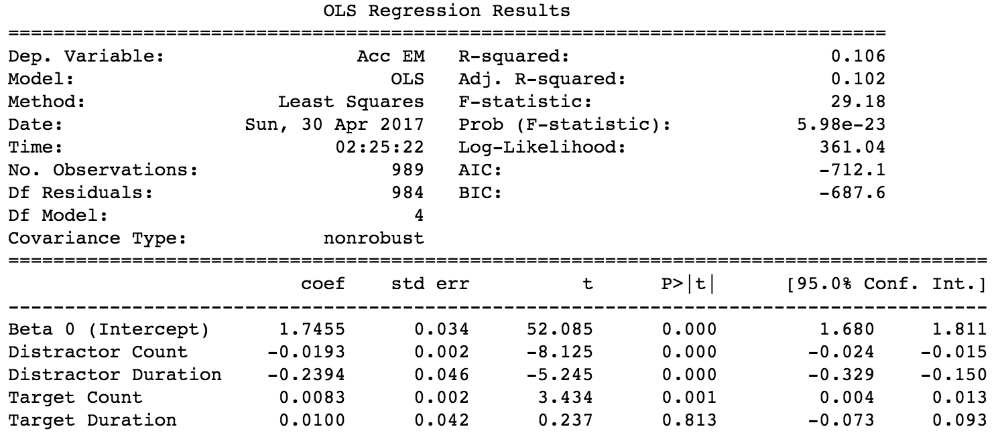 OLS Regression Results
==============================================================================
Dep. Variable: Acc EM R-squared: 0.106
Model: OLS Adj. R-squared: 0.102
Method: Least Squares F-statistic: 29.18
Date: Sun, 30 Apr 2017 Prob (F-statistic): 5.98e-23
Time: 02:25:22 Log-Likelihood: 361.04
No. Observations: 989 AIC: -712.1
Df Residuals: 984 BIC: -687.6
Df Model: 4
Covariance Type: nonrobust
=======================================================================================
coef std err t P>|t| [95.0% Conf. Int.]
---------------------------------------------------------------------------------------
Beta 0 (Intercept) 1.7455 0.034 52.085 0.000 1.680 1.811
Distractor Count -0.0193 0.002 -8.125 0.000 -0.024 -0.015
Distractor Duration -0.2394 0.046 -5.245 0.000 -0.329 -0.150
Target Count 0.0083 0.002 3.434 0.001 0.004 0.013
Target Duration 0.0100 0.042 0.237 0.813 -0.073 0.093